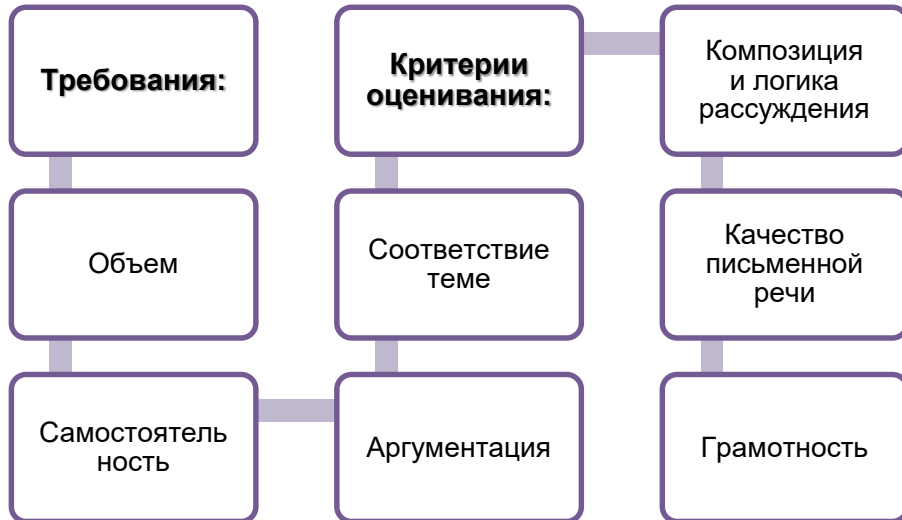 Требования:
Объем
Самостоятель
ность
Критерии
оценивания:
Соответствие
теме
Аргументация
Композиция
и логика
рассуждения
Качество
письменной
речи
Грамотность